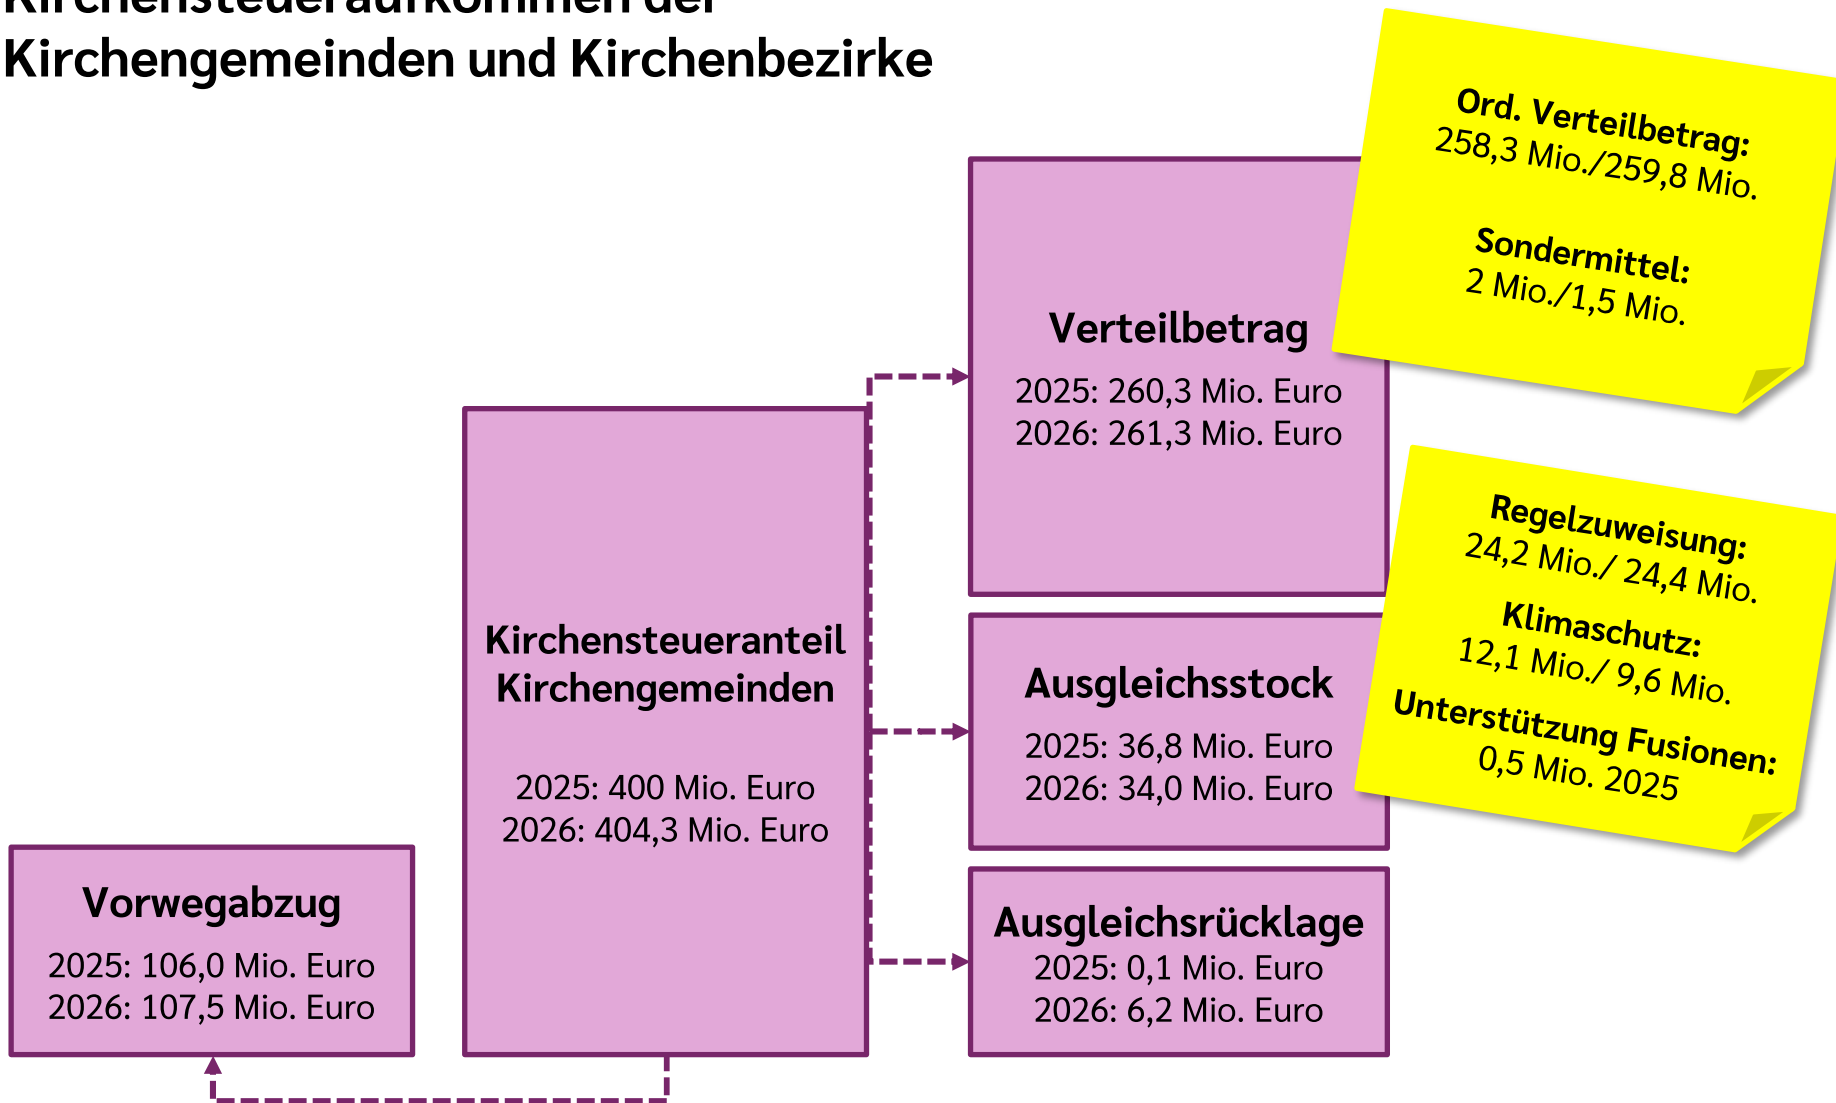 Kirchensteueraufkommen der
Kirchengemeinden und Kirchenbezirke
Ord. Verteilbetrag:
258,3 Mio./259,8 Mio.
Sondermittel:
2 Mio./1,5 Mio.
Verteilbetrag
2025: 260,3 Mio. Euro
2026: 261,3 Mio. Euro
Regelzuweisung:
24,2 Mio./ 24,4 Mio.
Klimaschutz:
12,1 Mio./ 9,6 Mio.
Unterstützung Fusionen:
0,5 Mio. 2025
Kirchensteueranteil
Kirchengemeinden
2025: 400 Mio. Euro
2026: 404,3 Mio. Euro
Ausgleichsstock
2025: 36,8 Mio. Euro
2026: 34,0 Mio. Euro
Vorwegabzug
2025: 106,0 Mio. Euro
2026: 107,5 Mio. Euro
Ausgleichsrücklage
2025: 0,1 Mio. Euro
2026: 6,2 Mio. Euro